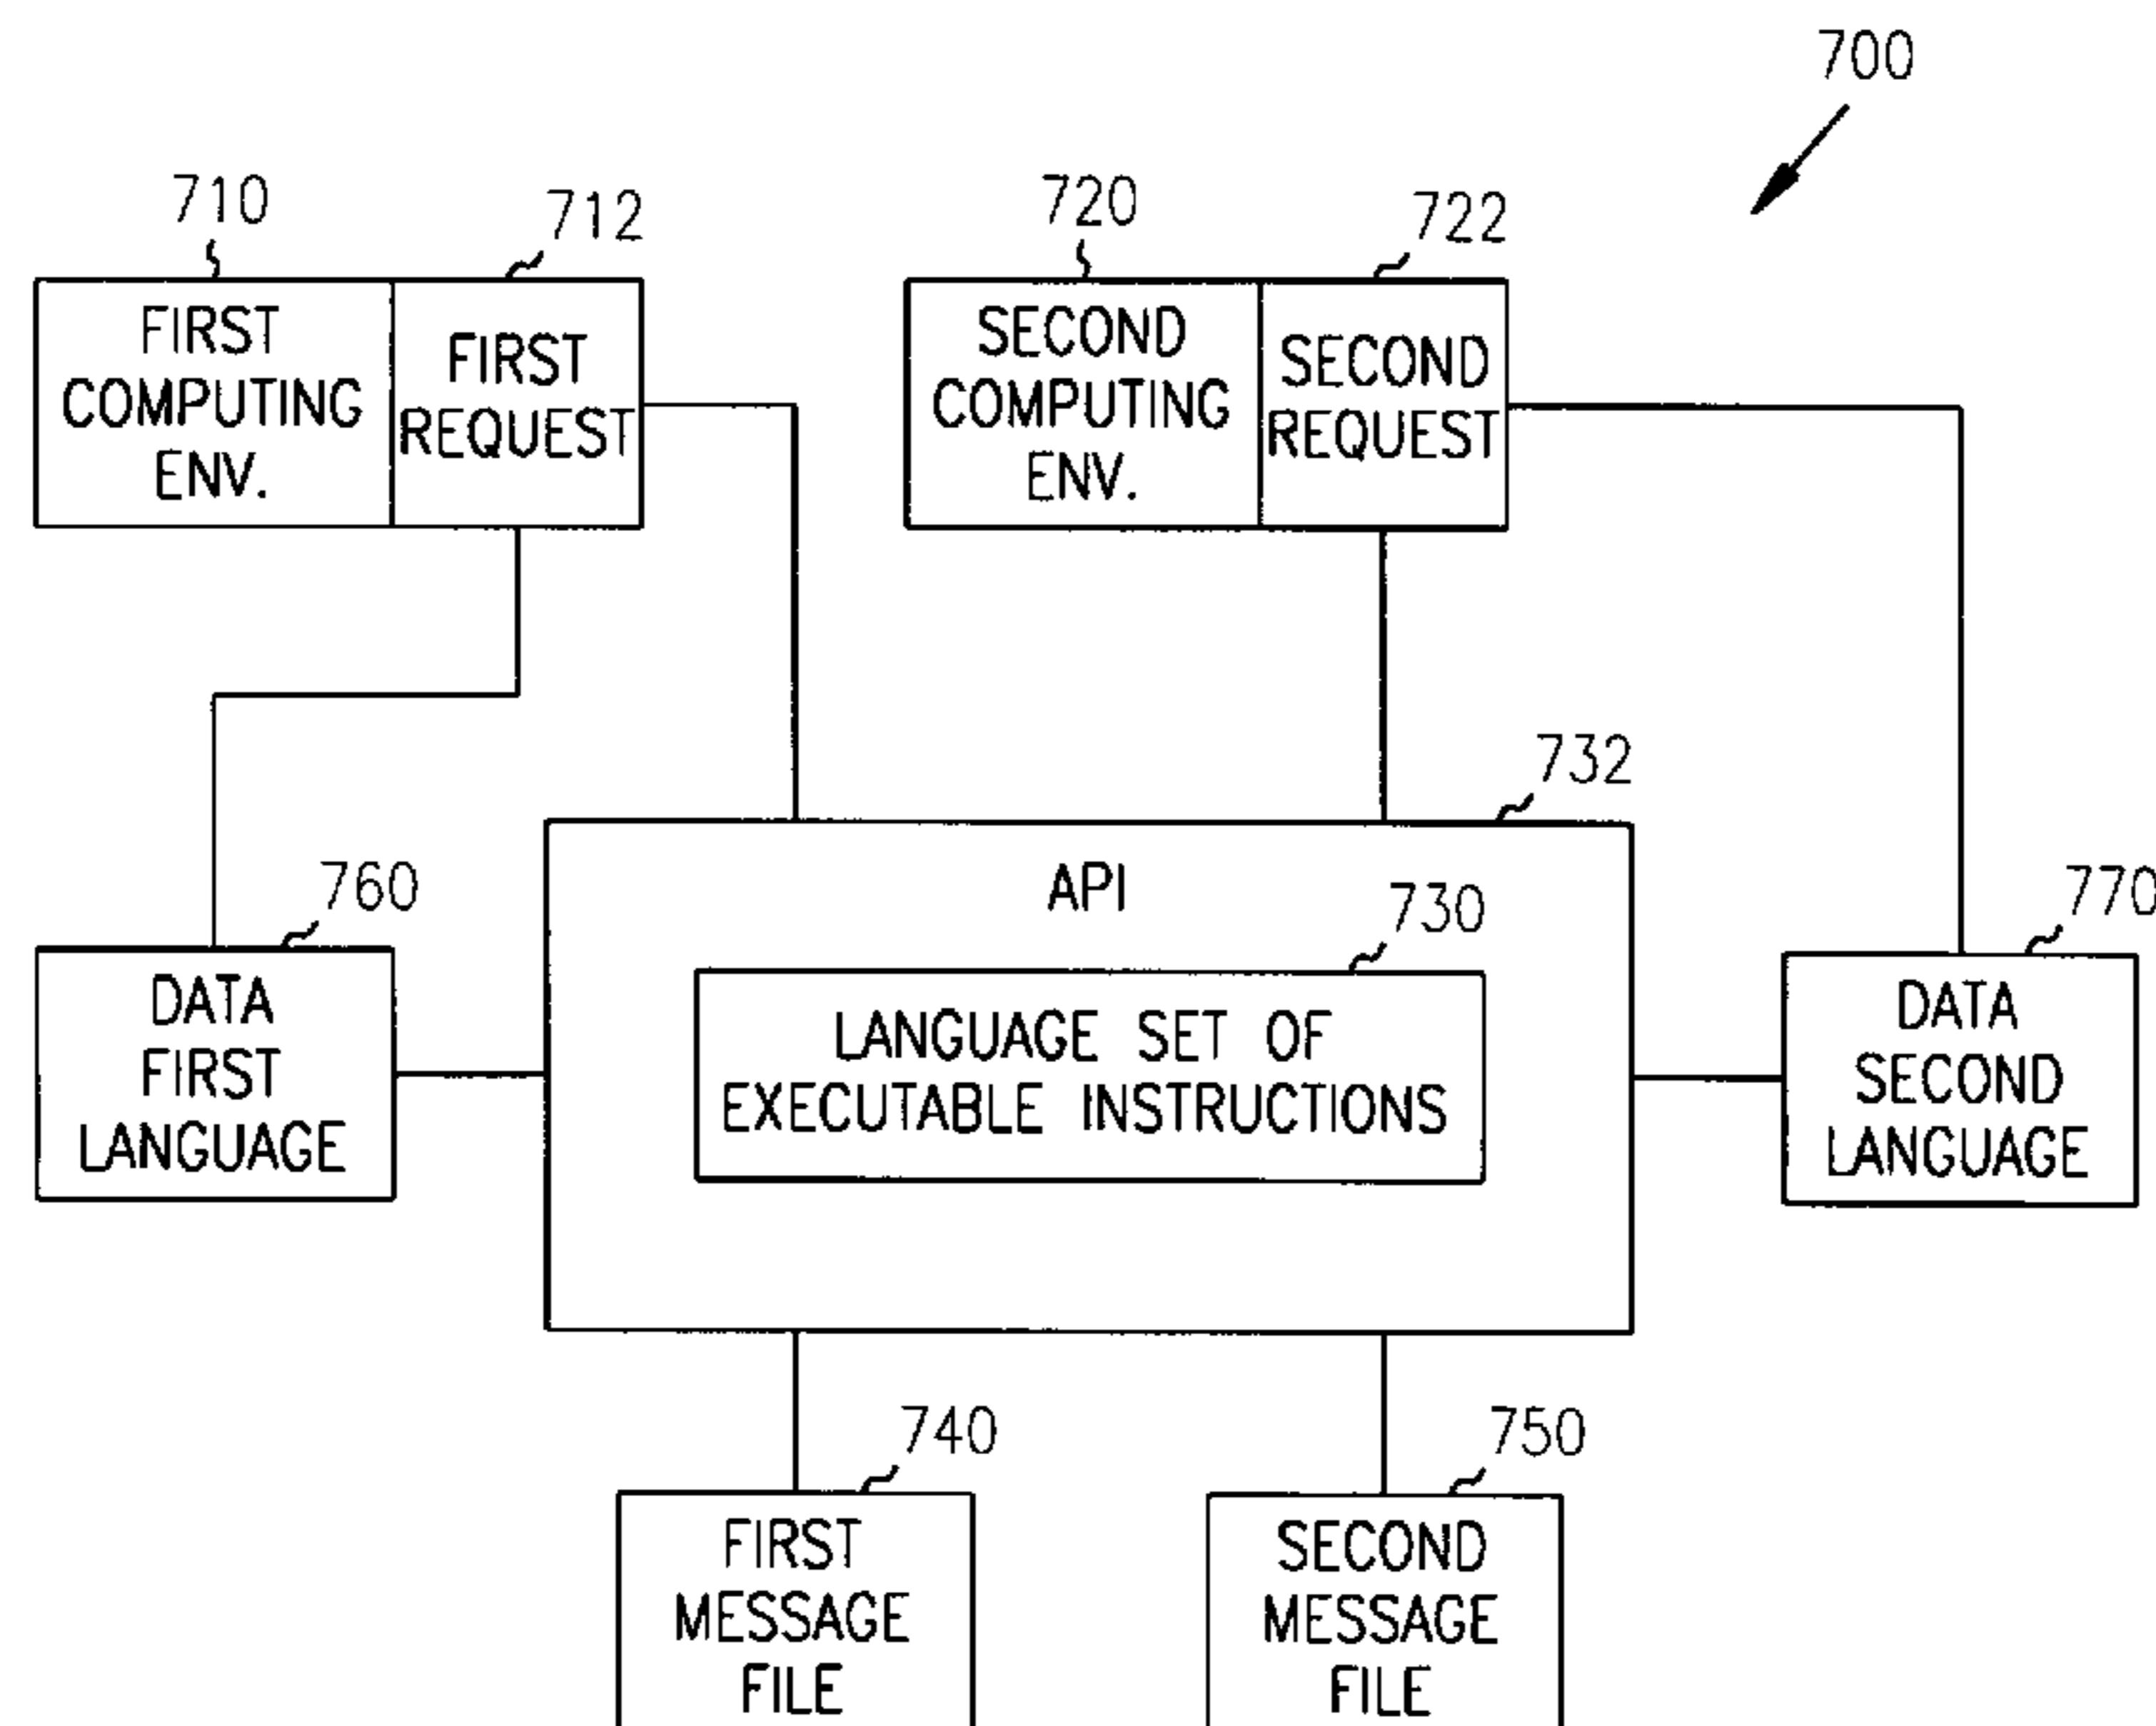 700
710
712
720
722
FIRST
COMPUTING
ENV.
FIRST
REQUEST
SECOND
COMPUTING
ENV.
SECOND
REQUEST
732
760
API
730
770
DATA
FIRST
LANGUAGE
LANGUAGE SET OF
EXECUTABLE INSTRUCTIONS
DATA
SECOND
LANGUAGE
740
750
FIRST
MESSAGE
FILE
SECOND
MESSAGE
FILE